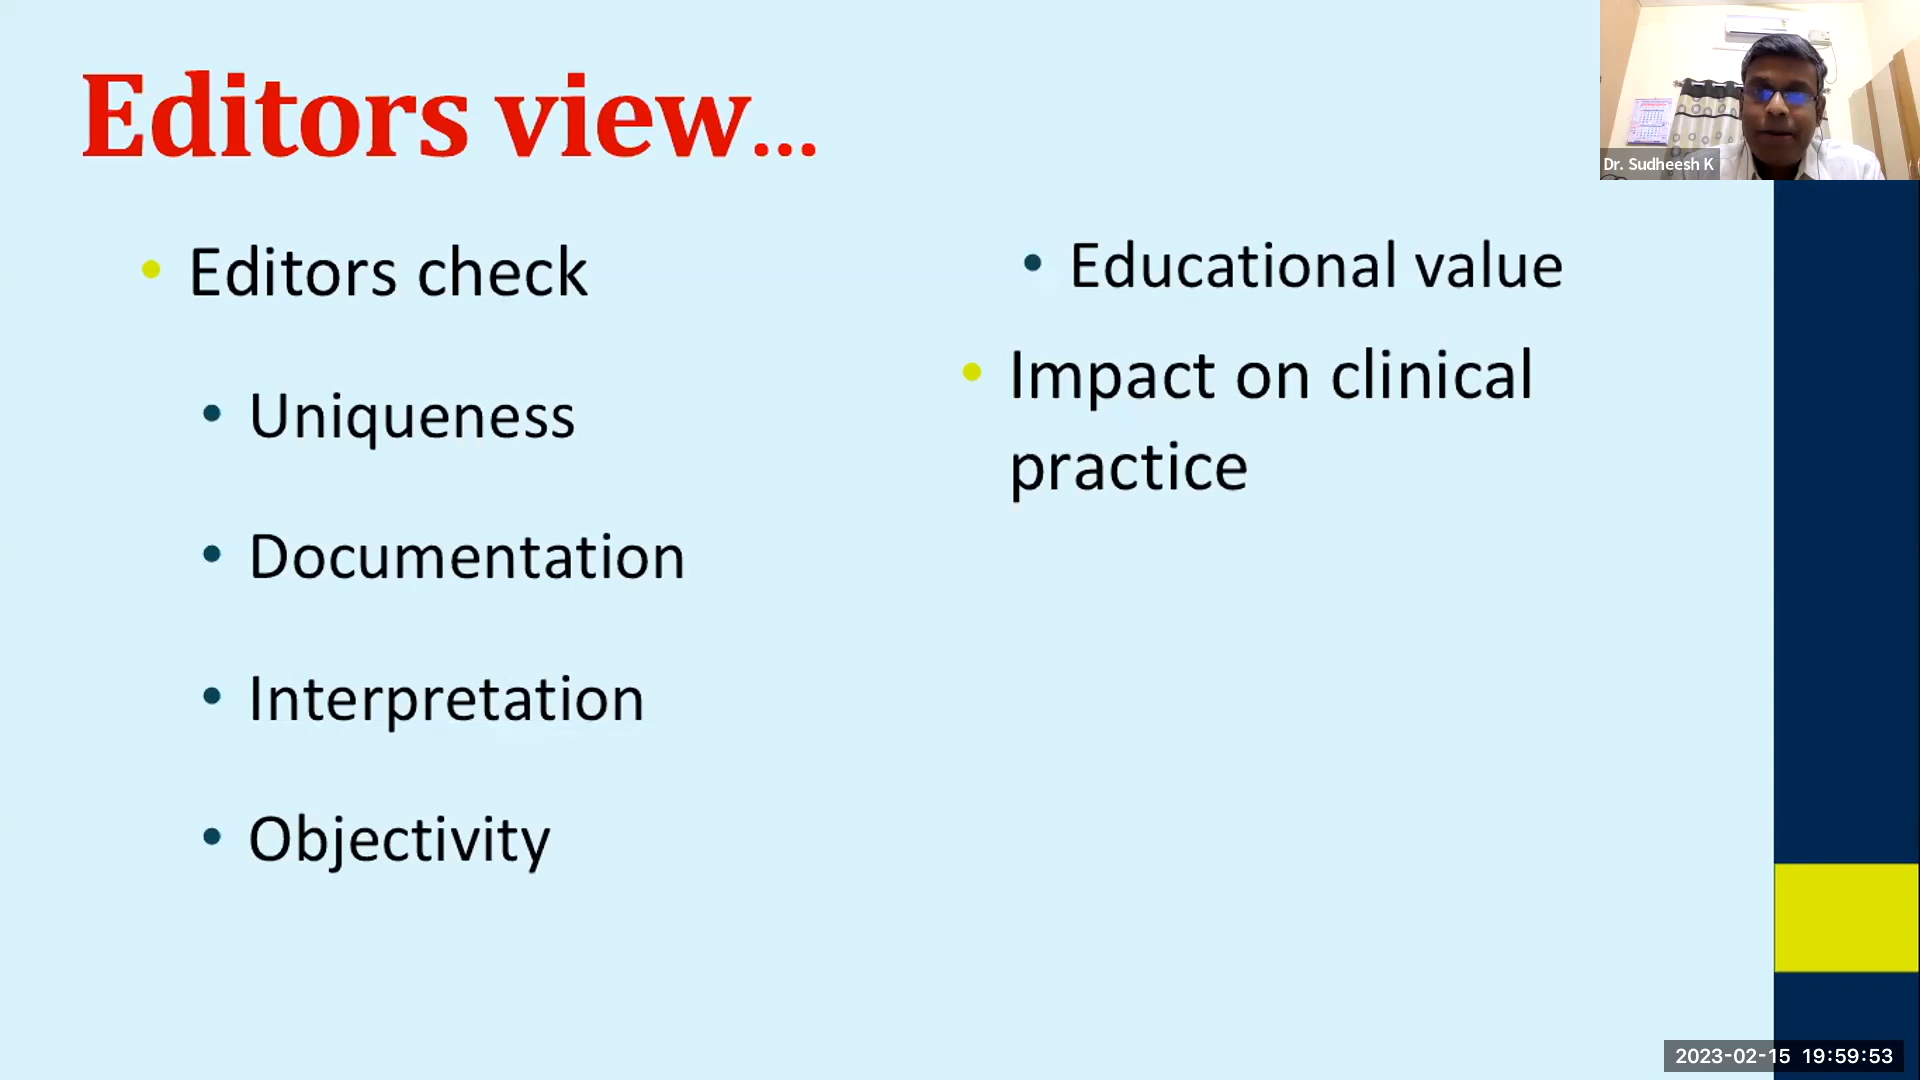 Editors view...
• Editors check
• Uniqueness
• Documentation
• Interpretation
• Objectivity
• Educational value
• Impact on clinical
practice
Dr. Sudheesh K
2023-02-15 19:59:53